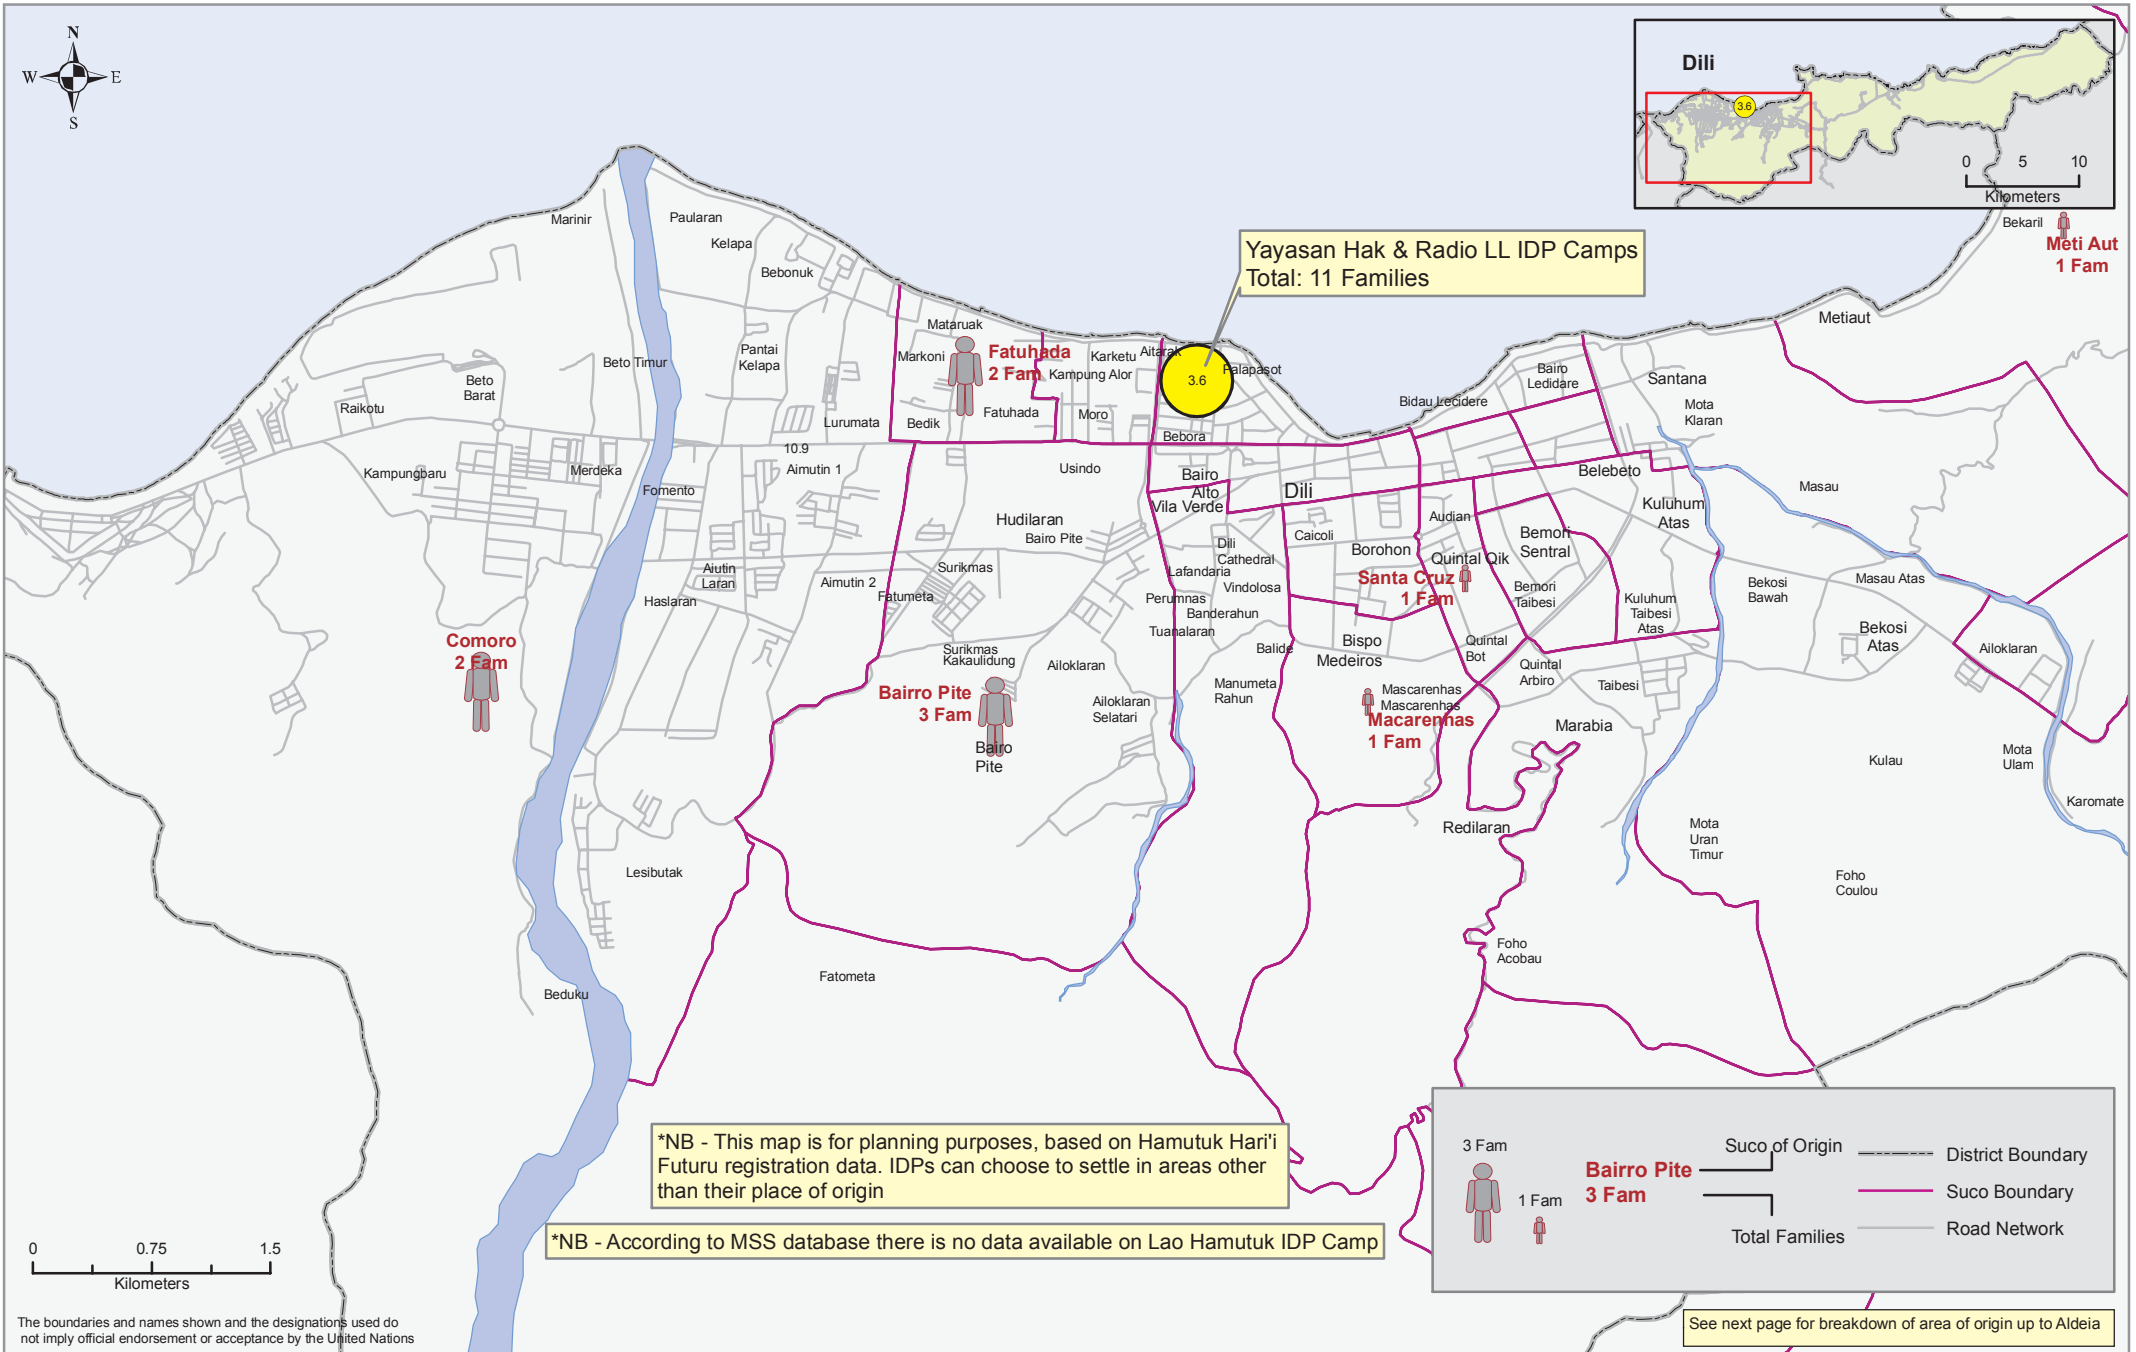 N
W
E
S
Dili
3.6
0 5 10
Kilometers
Bekaril
Meti Aut
1 Fam
Yayasan Hak & Radio LL IDP Camps
Total: 11 Families
Marinir
Paularan
Kelapa
Bebonuk
Metiaut
Mataruak
Markoni
Fatuhada
2 Fam
Karketu
Aitarak
Kampung Alor
3.6
Palapasot
Beto Timur
Pantai
Kelapa
Beto
Barat
Raikotu
Lurumata
Bedik
Fatuhada
Moro
Bebora
Bairo
Ledidare
Bidau Lecidere
Santana
Mota
Klaran
10.9
Kampungbaru
Merdeka
Aimutin 1
Usindo
Fomento
Bairo
Alto
Vila Verde
Dili
Belebeto
Masau
Kuluhum
Atas
Hudilaran
Bairo Pite
Audian
Bemori
Sentral
Caicoli
Borohon
Quintal Qik
Dili
Cathedral
Lafandaria
Vindolosa
Surikmas
Aiutin
Laran
Aimutin 2
Fatumeta
Haslaran
Perumnas
Banderahun
Tuanalaran
Santa Cruz
1 Fam
Bemori
Taibesi
Kuluhum
Taibesi
Atas
Bekosi
Bawah
Masau Atas
Bekosi
Atas
Ailoklaran
Comoro
2 Fam
Surikmas
Kakaulidung
Ailoklaran
Balide
Bispo
Medeiros
Quintal
Bot
Quintal
Arbiro
Taibesi
Bairro Pite
3 Fam
Bairo
Pite
Ailoklaran
Selatari
Manumeta
Rahun
Mascarenhas
Mascarenhas
Macarenhas
1 Fam
Marabia
Kulau
Mota
Ulam
Karomate
Redilaran
Mota
Uran
Timur
Foho
Coulou
Lesibutak
Foho
Acobau
Fatometa
Beduku
*NB - This map is for planning purposes, based on Hamutuk Hari'i
Futuru registration data. IDPs can choose to settle in areas other
than their place of origin
*NB - According to MSS database there is no data available on Lao Hamutuk IDP Camp
3 Fam
1 Fam
Bairro Pite
3 Fam
Suco of Origin
Total Families
District Boundary
Suco Boundary
Road Network
0 0.75 1.5
Kilometers
The boundaries and names shown and the designations used do
not imply official endorsement or acceptance by the United Nations
See next page for breakdown of area of origin up to Aldeia